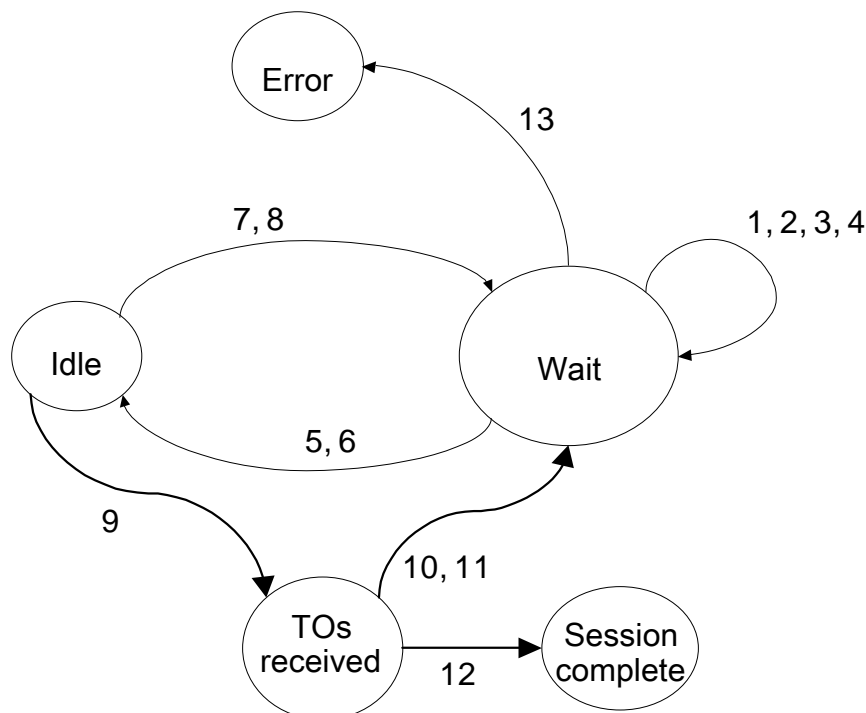 Error
13
7, 8
1, 2, 3, 4
Idle
Wait
5, 6
9
10, 11
TOs
received
12
Session
complete